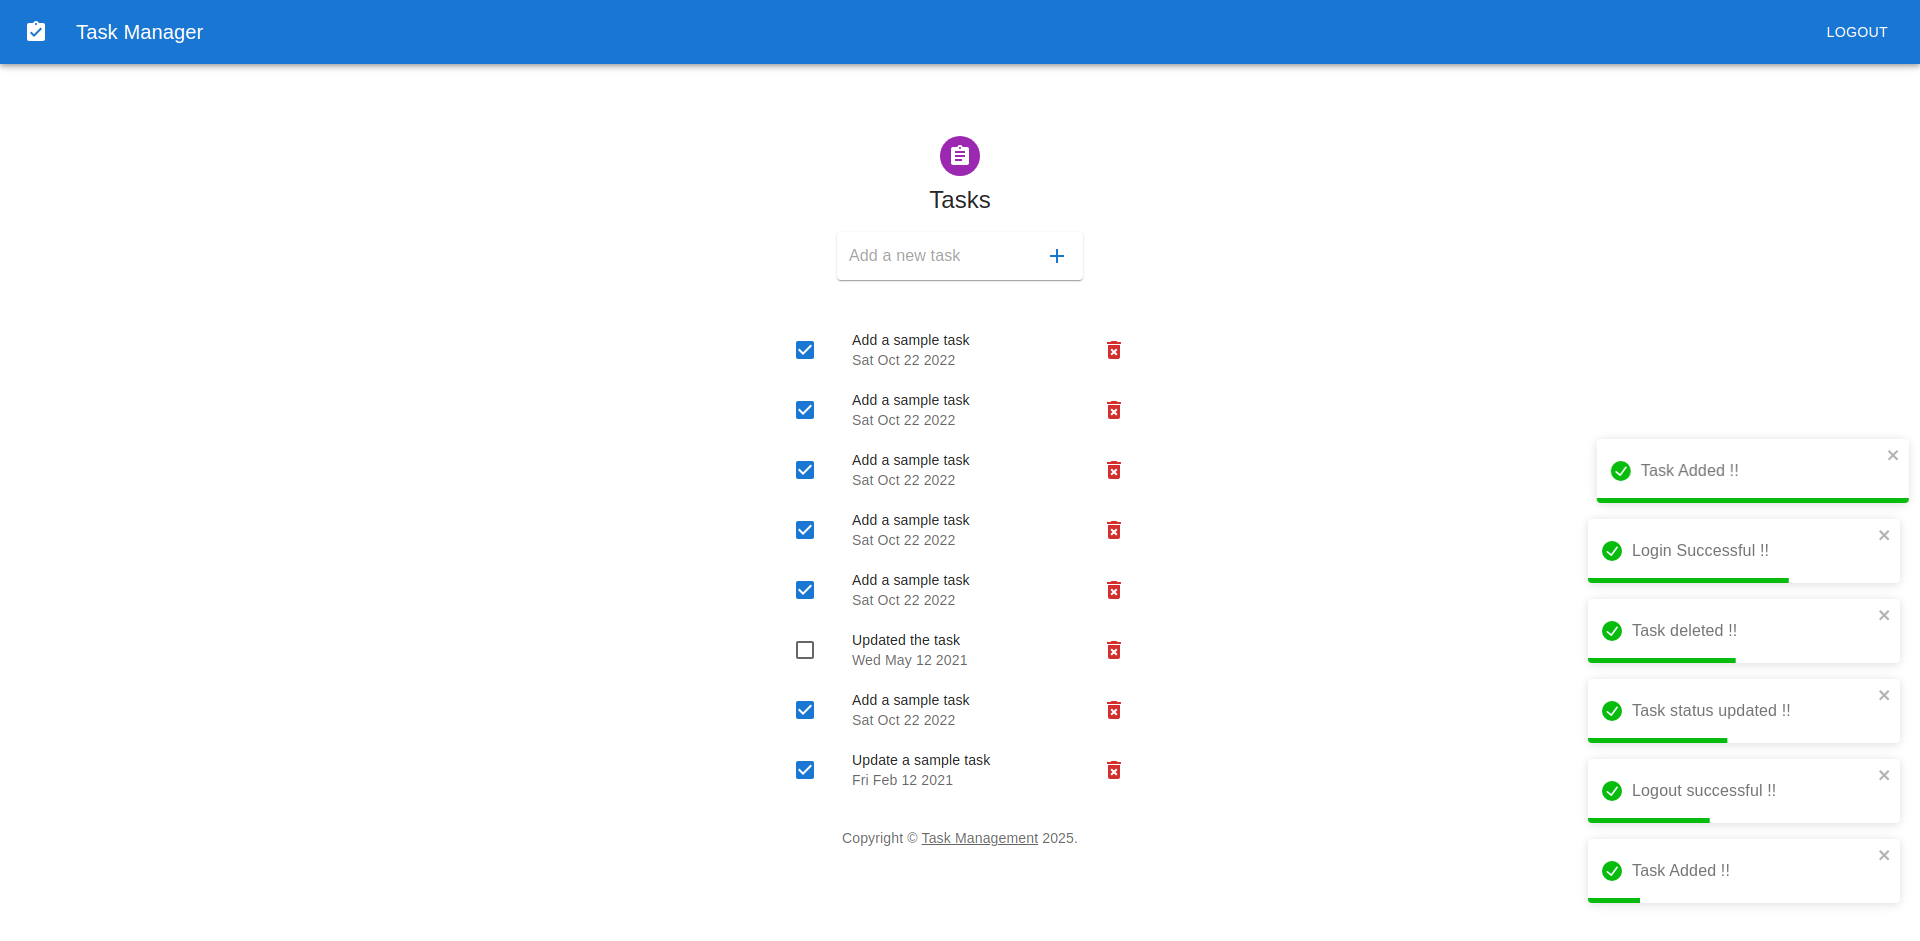 Task Manager
LOGOUT
Tasks
Add a new task
Add a sample task
Sat Oct 22 2022
Add a sample task
Sat Oct 22 2022
Add a sample task
Sat Oct 22 2022
Add a sample task
Sat Oct 22 2022
Add a sample task
Sat Oct 22 2022
Updated the task
Wed May 12 2021
Add a sample task
Sat Oct 22 2022
Update a sample task
Fri Feb 12 2021
Copyright © Task Management 2025.
Task Added !!
Login Successful !!
Task deleted !!
Task status updated !!
Logout successful !!
Task Added !!